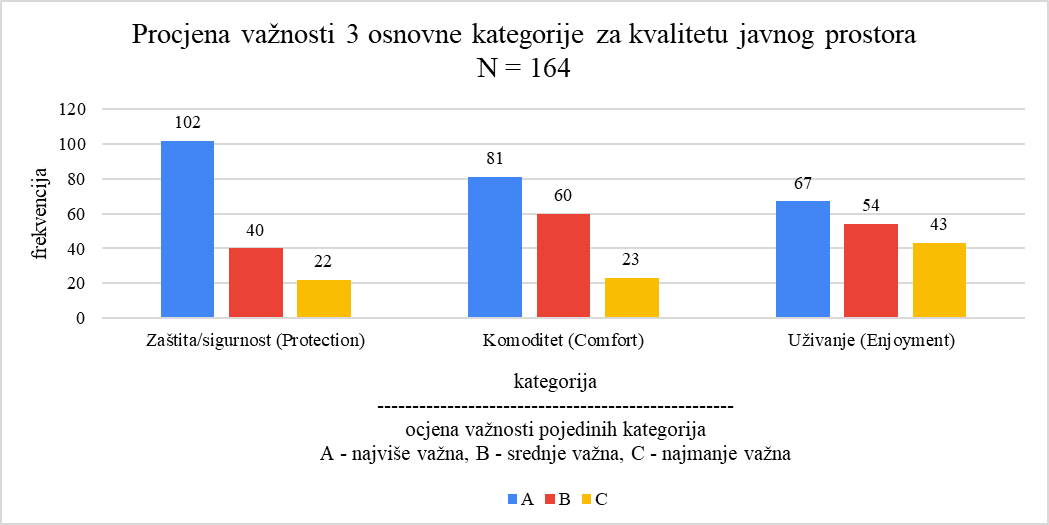 Procjena važnosti 3 osnovne kategorije za kvalitetu javnog prostora
N = 164
frekvencija
120
100
80
60
40
20
0
102
40
22
81
60
23
67
54
43
Zaštita/sigurnost (Protection)
Komoditet (Comfort)
Uživanje (Enjoyment)
kategorija
---------------------------------------------------
ocjena važnosti pojedinih kategorija
A - najviše važna, B - srednje važna, C - najmanje važna
A B C